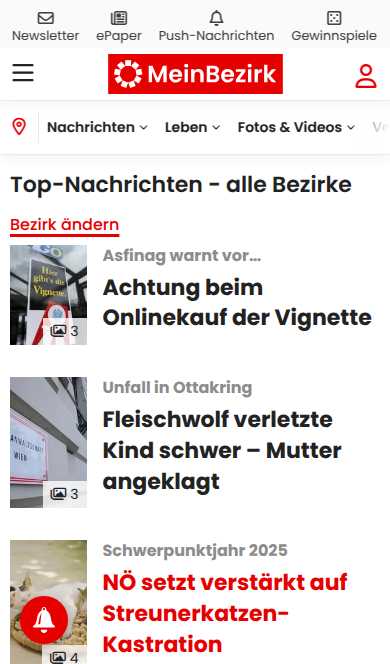 Newsletter ePaper Push-Nachrichten Gewinnspiele
MeinBezirk
Nachrichten Leben Fotos & Videos
Top-Nachrichten - alle Bezirke
Bezirk ändern
Asfinag warnt vor...
Achtung beim
Onlinekauf der Vignette
Hier
gibt's die
Vignette
3
Unfall in Ottakring
Fleischwolf verletzte
Kind schwer – Mutter
angeklagt
WIEN
3
Schwerpunktjahr 2025
NÖ setzt verstärkt auf
Streunerkatzen-
Kastration
4